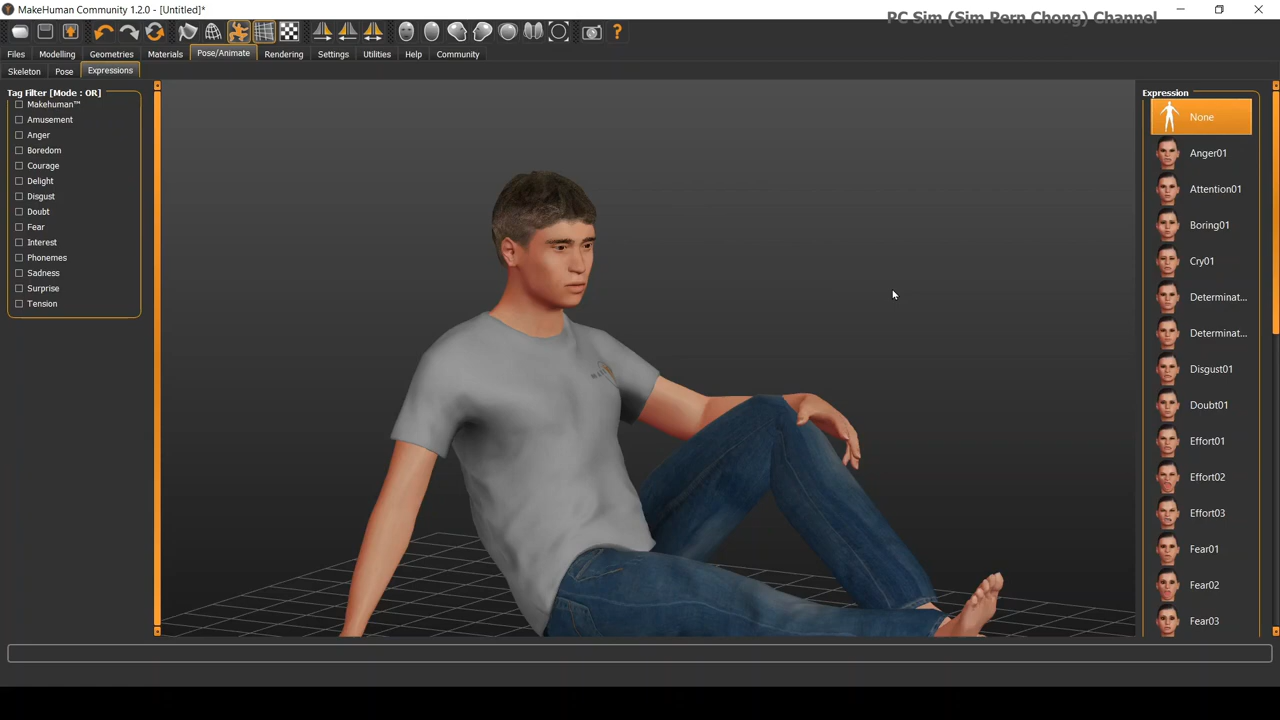 MakeHuman Community 1.2.0 - [Untitled]*
PC Sim (Sim Pern Chong) Channel
Files Modelling Geometries Materials Pose/Animate Rendering Settings Utilities Help Community
Skeleton Pose Expressions
Tag Filter [Mode : OR]
Makehuman™
Amusement
Anger
Boredom
Courage
Delight
Disgust
Doubt
Fear
Interest
Phonemes
Sadness
Surprise
Tension
Expression
None
Anger01
Attention01
Boring01
Cry01
Determinat...
Determinat...
Disgust01
Doubt01
Effort01
Effort02
Effort03
Fear01
Fear02
Fear03